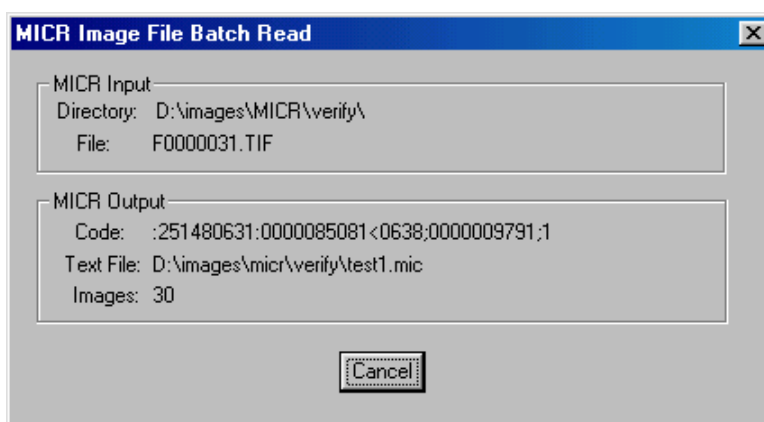 MICR Image File Batch Read
MICR Input
Directory: D:\images\MICR\verify\
File: F0000031.TIF
MICR Output
Code: :251480631:0000085081<0638;0000009791;1
Text File: D:\images\micr\verify\test1.mic
Images: 30
Cancel